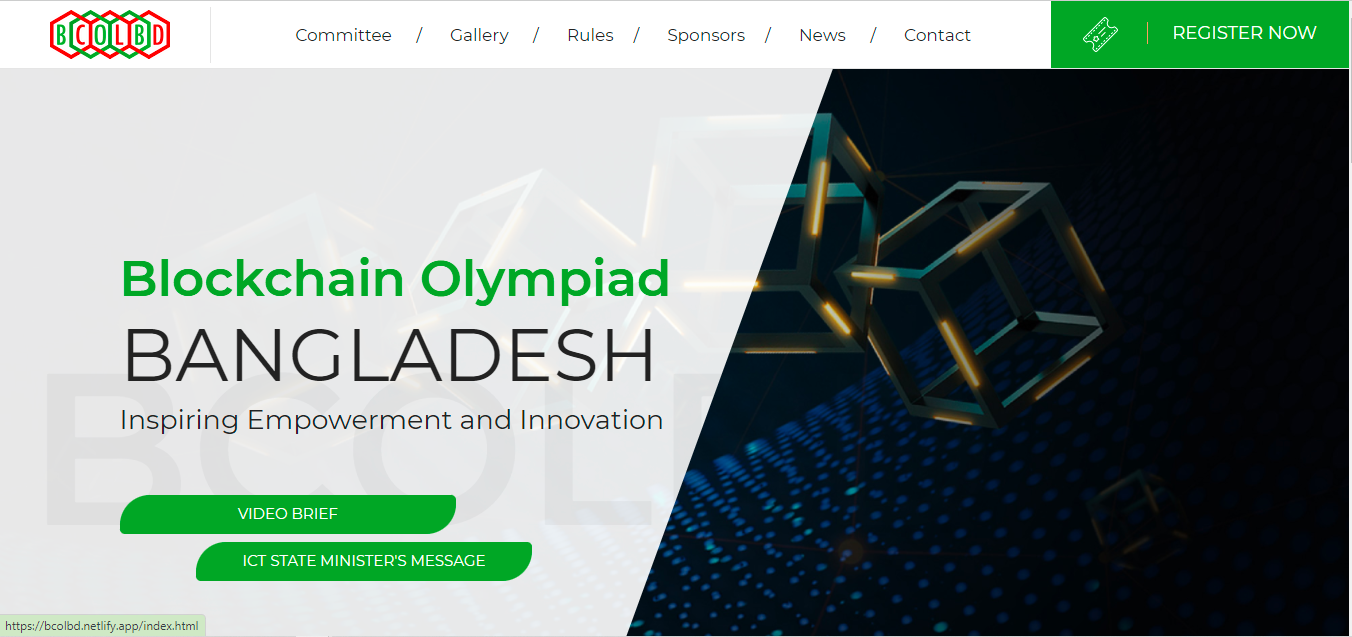 BCOLBD
Committee / Gallery / Rules / Sponsors / News / Contact
REGISTER NOW
Blockchain Olympiad
BANGLADESH
Inspiring Empowerment and Innovation
BCOLB
VIDEO BRIEF
ICT STATE MINISTER'S MESSAGE
https://bcolbd.netlify.app/index.html